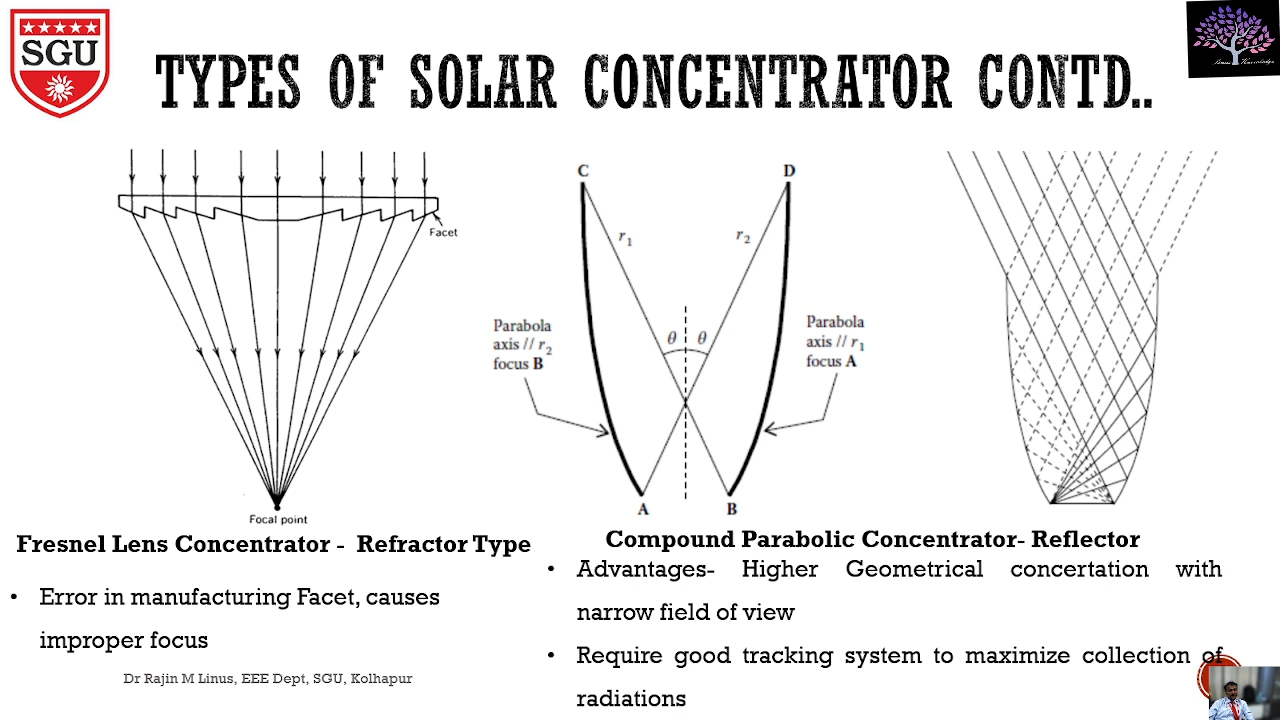 SGU
TYPES OF SOLAR CONCENTRATOR CONTD..
Facet
Focal point
C
D
r1
r2
θ
θ
Parabola
axis // r2
focus B
Parabola
axis // r1
focus A
A
B
Fresnel Lens Concentrator - Refractor Type
• Error in manufacturing Facet, causes
improper focus
Compound Parabolic Concentrator- Reflector
• Advantages- Higher Geometrical concertation with
narrow field of view
• Require good tracking system to maximize collection of
radiations
Dr Rajin M Linus, EEE Dept, SGU, Kolhapur